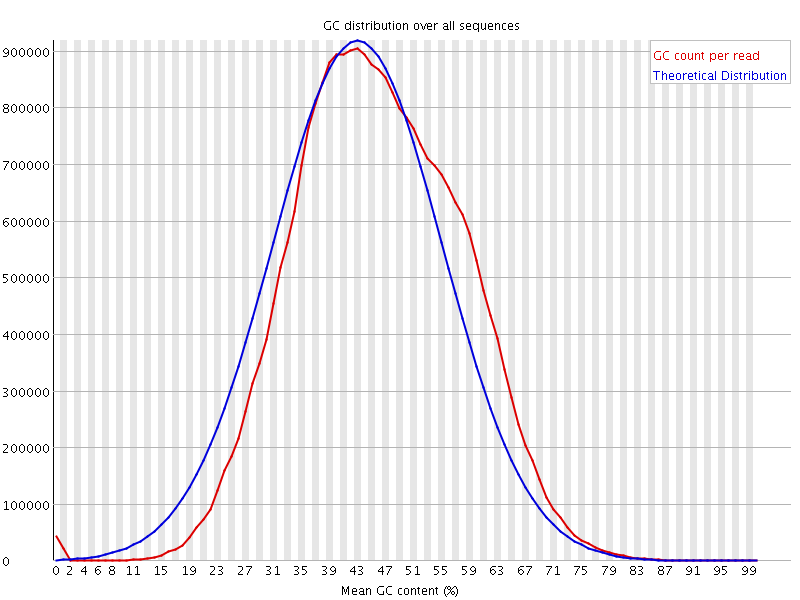 GC distribution over all sequences
GC count per read
Theoretical Distribution
900000
800000
700000
600000
500000
400000
300000
200000
100000
0
0 2 4 6 8 11 15 19 23 27 31 35 39 43 47 51 55 59 63 67 71 75 79 83 87 91 95 99
Mean GC content (%)